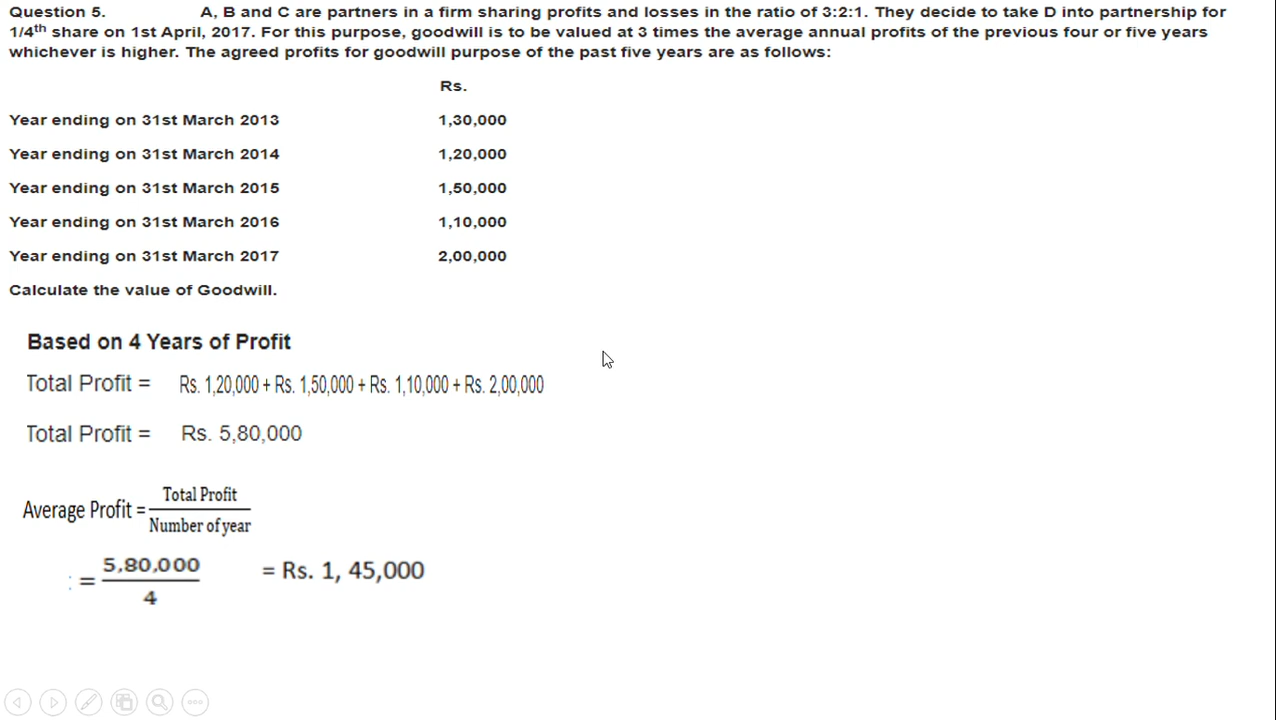 Question 5. A, B and C are partners in a firm sharing profits and losses in the ratio of 3:2:1. They decide to take D into partnership for
1/4th share on 1st April, 2017. For this purpose, goodwill is to be valued at 3 times the average annual profits of the previous four or five years
whichever is higher. The agreed profits for goodwill purpose of the past five years are as follows:
Rs.
Year ending on 31st March 2013 1,30,000
Year ending on 31st March 2014 1,20,000
Year ending on 31st March 2015 1,50,000
Year ending on 31st March 2016 1,10,000
Year ending on 31st March 2017 2,00,000
Calculate the value of Goodwill.
Based on 4 Years of Profit
Total Profit = Rs. 1,20,000 + Rs. 1,50,000 + Rs. 1,10,000 + Rs. 2,00,000
Total Profit = Rs. 5,80,000
Total Profit
Average Profit =
Number of year
5,80,000
: = = Rs. 1, 45,000
4